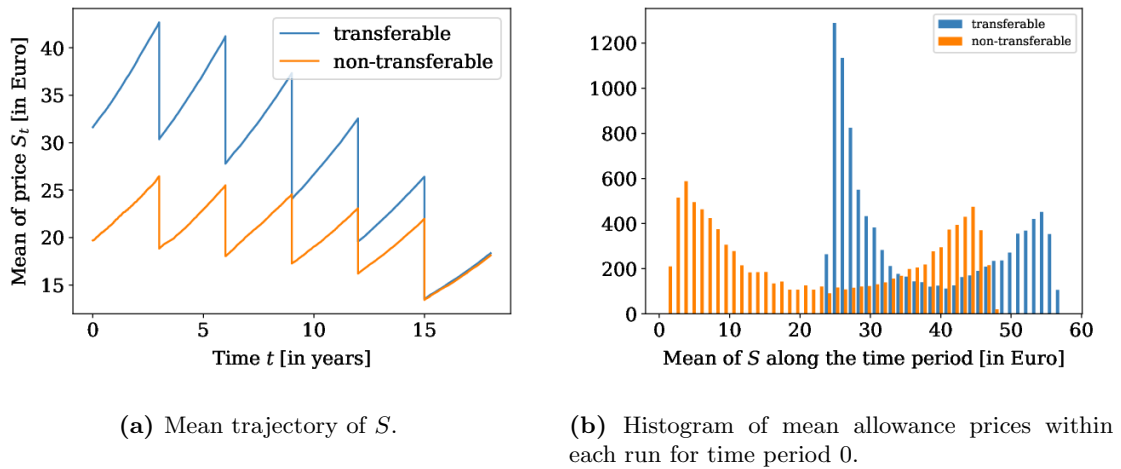 transferable
non-transferable
Mean of price S_t [in Euro]
40
35
30
25
20
15
0
5
10
15
Time t [in years]
transferable
non-transferable
1200
1000
800
600
400
200
0
0
10
20
30
40
50
60
Mean of S along the time period [in Euro]
(a) Mean trajectory of S.
(b) Histogram of mean allowance prices within
each run for time period 0.